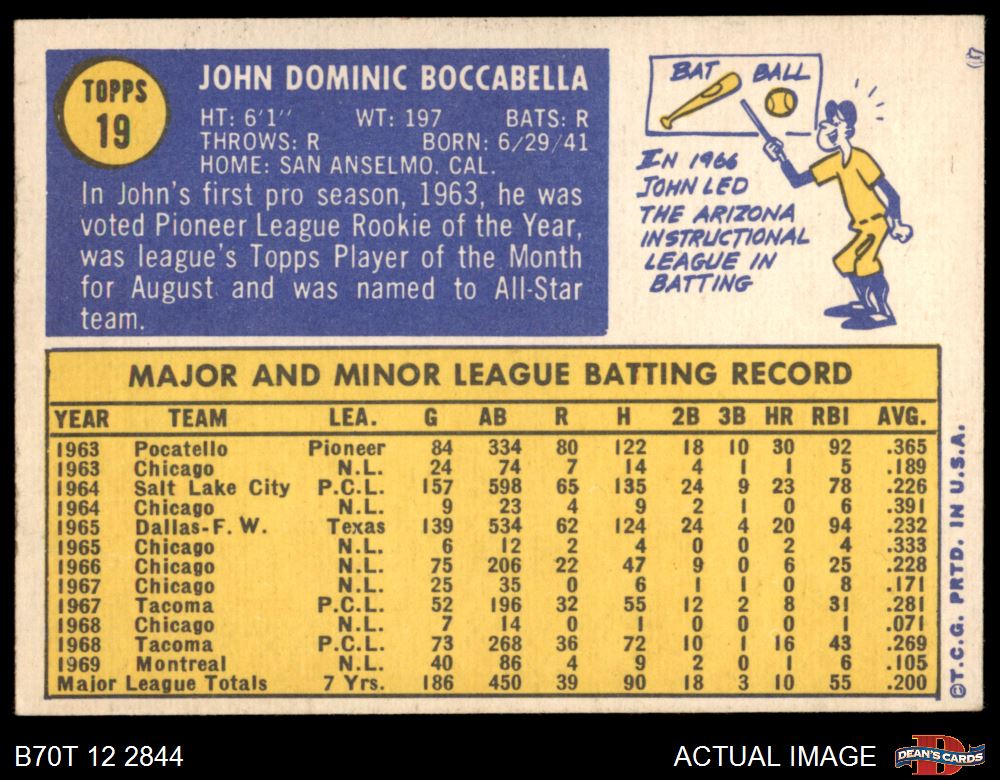 TOPPS
19
JOHN DOMINIC BOCCABELLA
HT: 6'1'' WT: 197 BATS: R
THROWS: R BORN: 6/29/41
HOME: SAN ANSELMO, CAL.
In John's first pro season, 1963, he was
voted Pioneer League Rookie of the Year,
was league's Topps Player of the Month
for August and was named to All-Star
team.
BAT BALL
IN 1966
JOHN LED
THE ARIZONA
INSTRUCTIONAL
LEAGUE IN
BATTING
MAJOR AND MINOR LEAGUE BATTING RECORD
YEAR TEAM LEA. G AB R H 2B 3B HR RBI AVG.
1963 Pocatello Pioneer 84 334 80 122 18 10 30 92 .365
1963 Chicago N.L. 24 74 7 14 4 1 1 5 .189
1964 Salt Lake City P.C.L. 157 598 65 135 24 9 23 78 .226
1964 Chicago N.L. 9 23 4 9 2 1 0 6 .391
1965 Dallas-F.W. Texas 139 534 62 124 24 4 20 94 .232
1965 Chicago N.L. 6 12 2 4 0 0 2 4 .333
1966 Chicago N.L. 75 206 22 47 9 0 6 25 .228
1967 Chicago N.L. 25 35 0 6 1 1 0 8 .171
1967 Tacoma P.C.L. 52 196 32 55 12 2 8 31 .281
1968 Chicago N.L. 7 14 0 1 0 0 0 1 .071
1968 Tacoma P.C.L. 73 268 36 72 10 1 16 43 .269
1969 Montreal N.L. 40 86 4 9 2 0 1 6 .105
Major League Totals 7 Yrs. 186 450 39 90 18 3 10 55 .200
©T.C.G. PRTD. IN U.S.A.
B70T 12 2844
ACTUAL IMAGE
DEAN'S CARDS